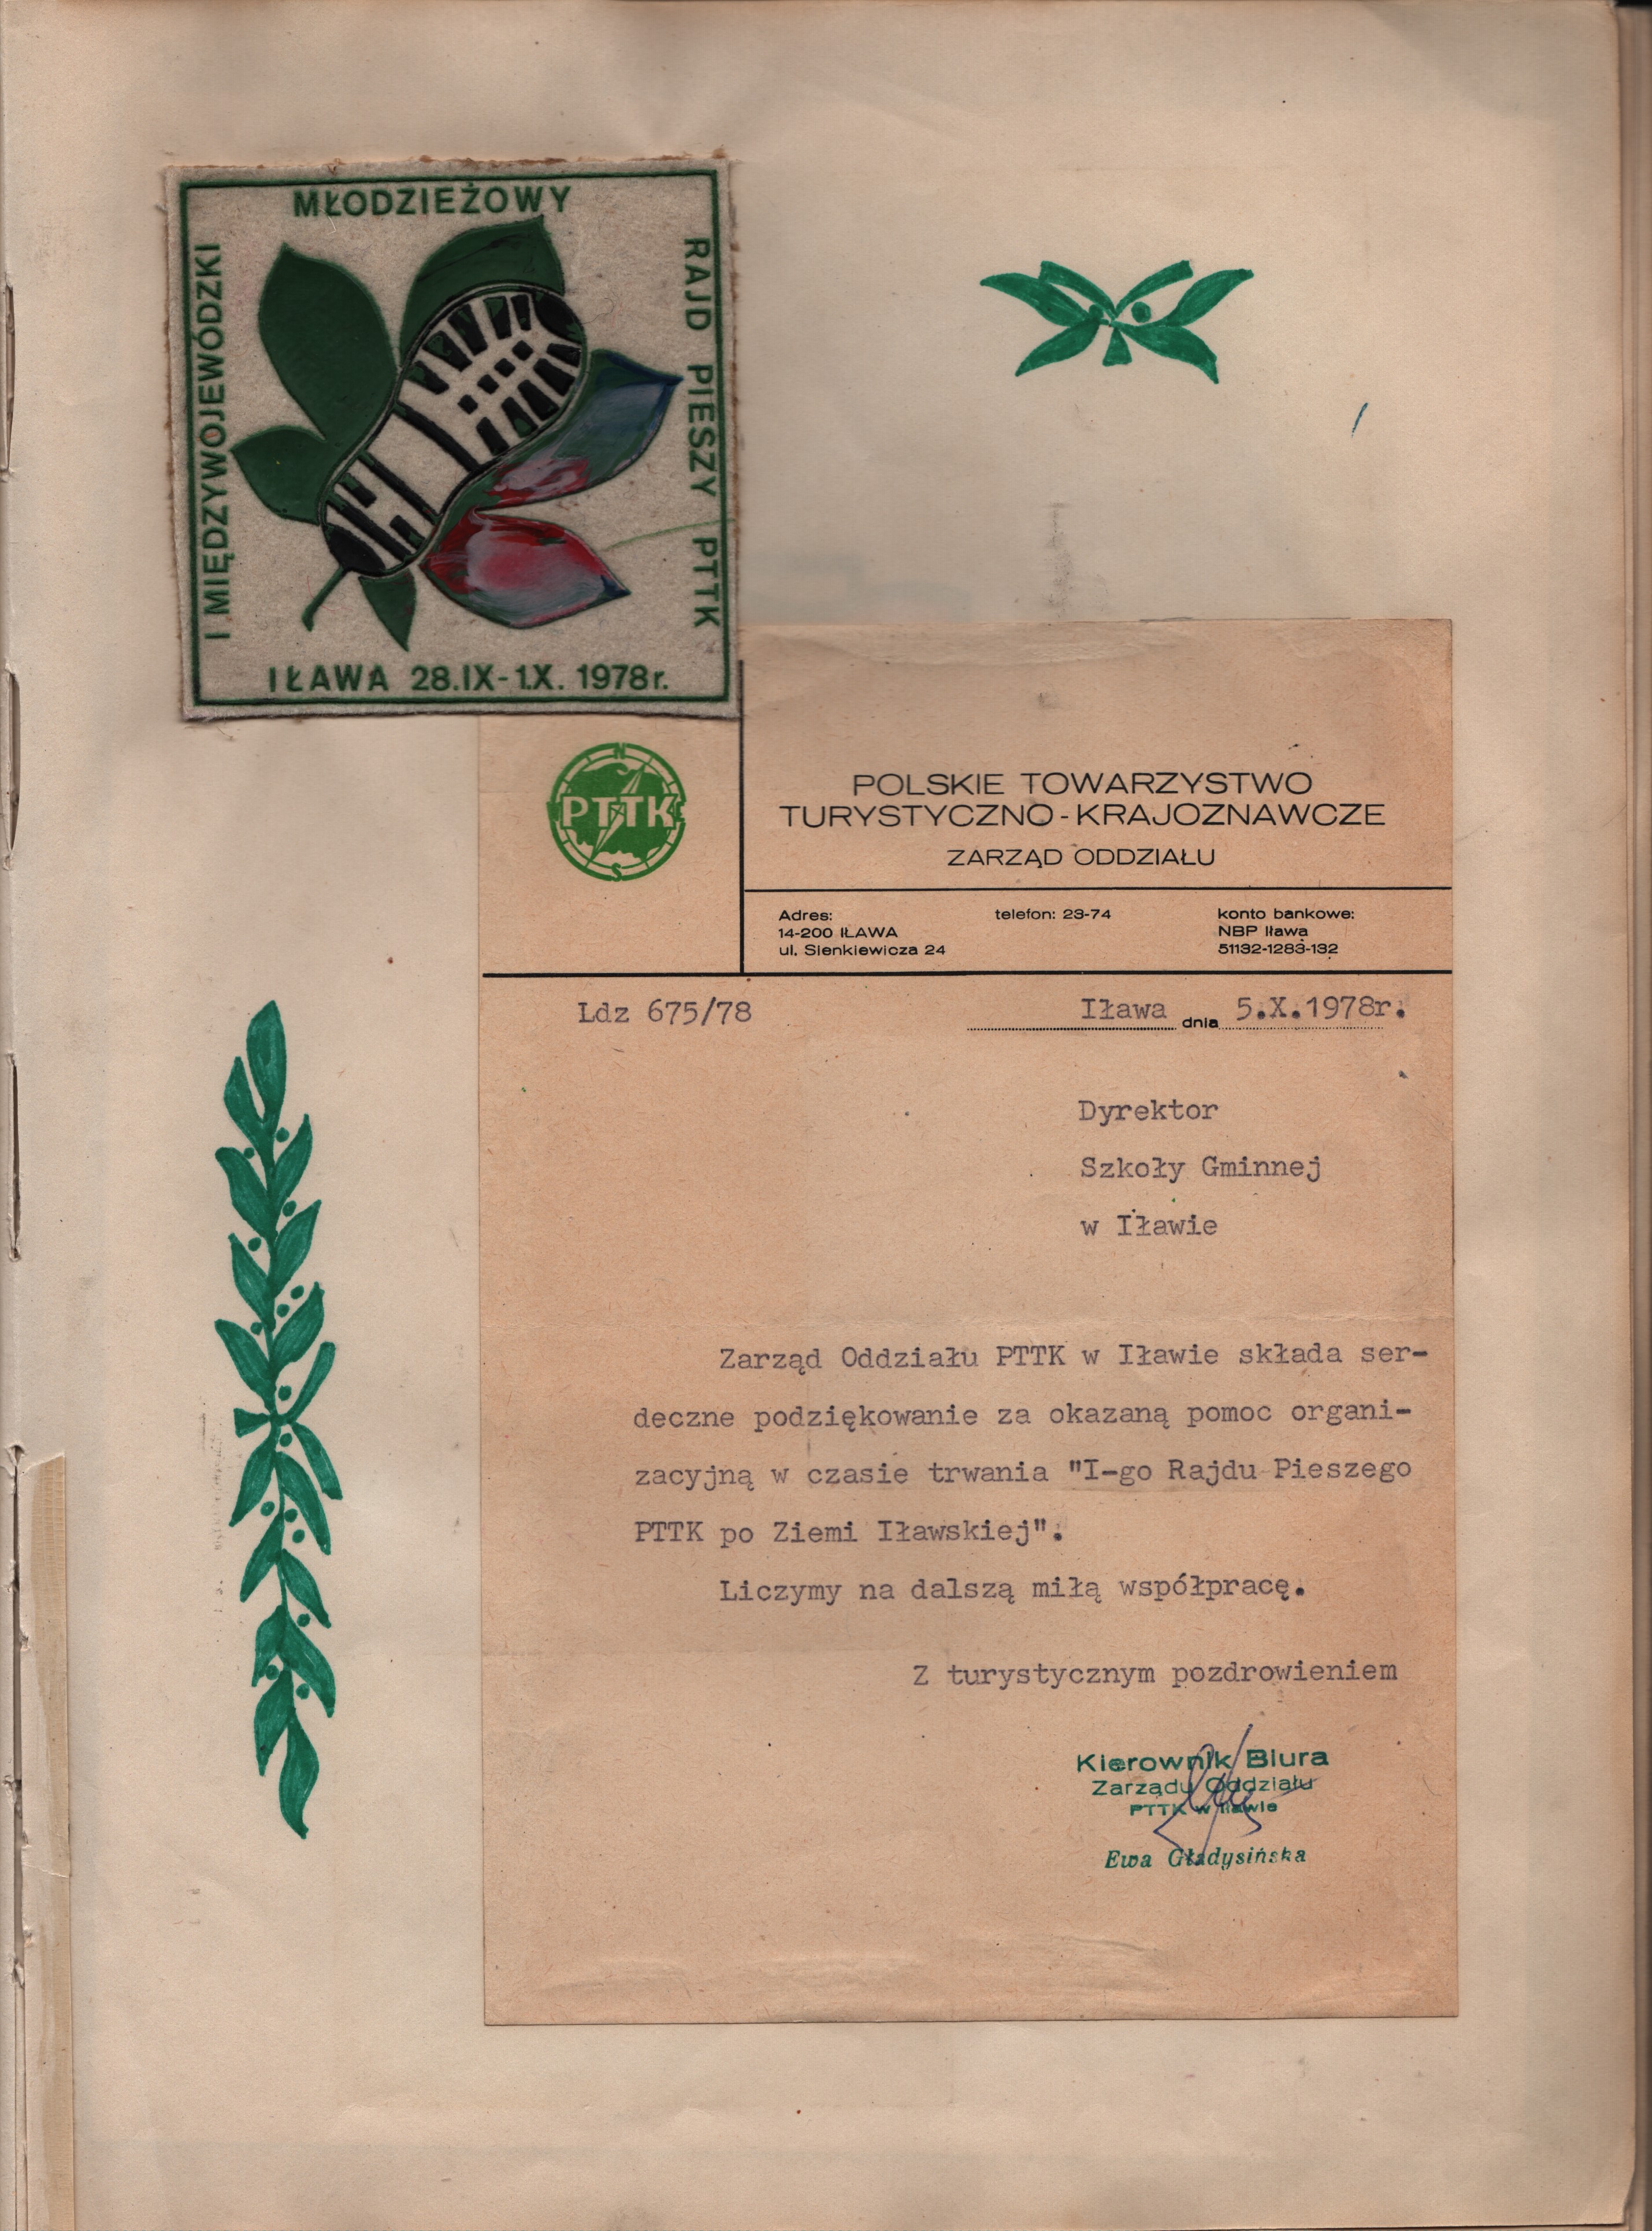 MŁODZIEŻOWY
I MIĘDZYWOJEWÓDZKI
RAJD PIESZY PTTK
IŁAWA 28.IX-1.X. 1978r.
N
PTTK
S
POLSKIE TOWARZYSTWO
TURYSTYCZNO-KRAJOZNAWCZE
ZARZĄD ODDZIAŁU
Adres:
14-200 IŁAWA
ul. Sienkiewicza 24
telefon: 23-74
konto bankowe:
NBP Iława
51132-1283-132
Ldz 675/78
Iława dnia 5.X.1978r.
Dyrektor
Szkoły Gminnej
w Iławie
Zarząd Oddziału PTTK w Iławie składa ser-
deczne podziękowanie za okazaną pomoc organi-
zacyjną w czasie trwania "I-go Rajdu Pieszego
PTTK po Ziemi Iławskiej".
Liczymy na dalszą miłą współpracę.
Z turystycznym pozdrowieniem
Kierownik Biura
Zarządu Oddziału
PTTK w Iławie
Ewa Gładysińska